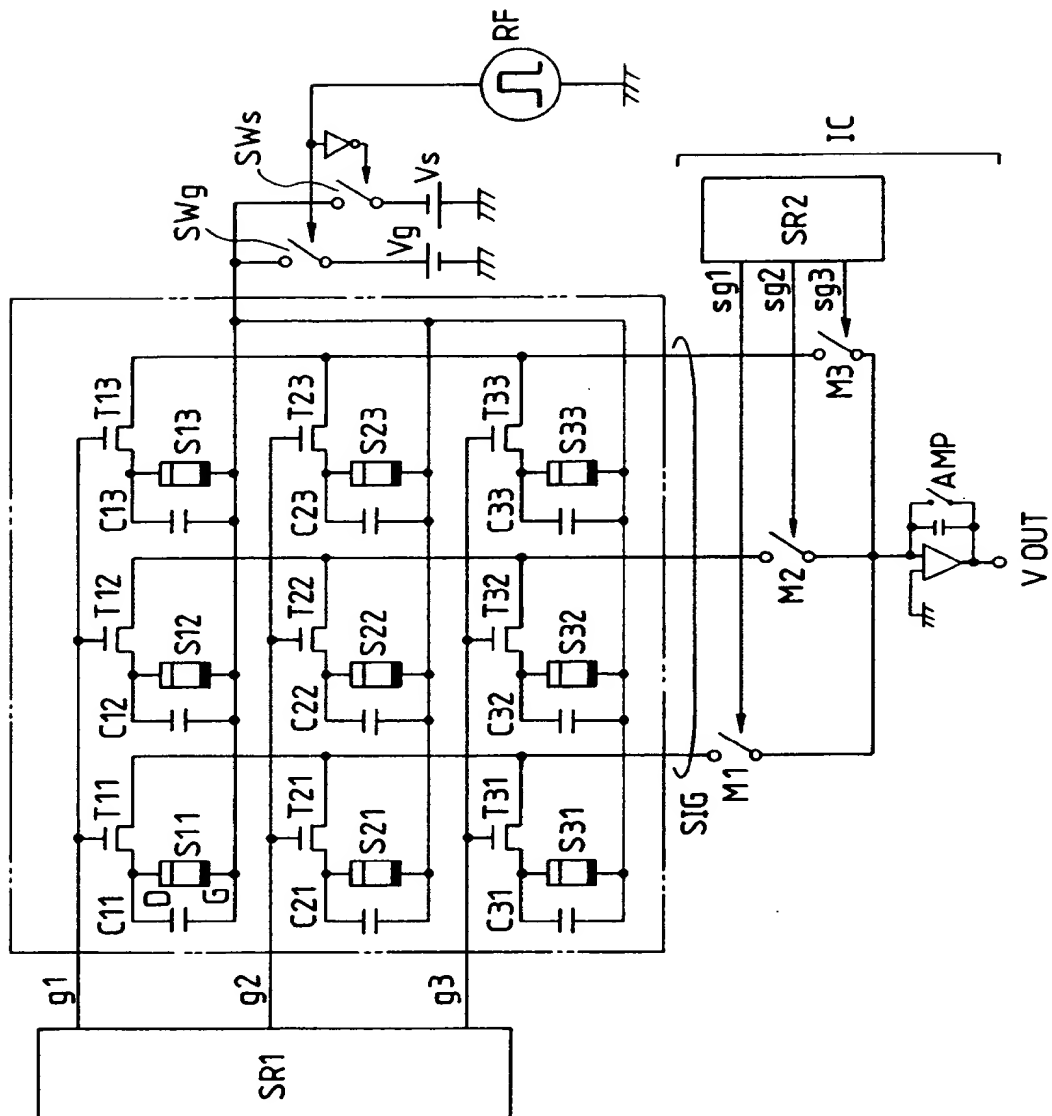 RF
SWs
SWg
Vs
Vg
g1
T11
T12
T13
C11
D
G
S11
C12
S12
C13
S13
g2
T21
T22
T23
C21
S21
C22
S22
C23
S23
g3
T31
T32
T33
C31
S31
C32
S32
C33
S33
SR1
SIG
M1
M2
M3
sg1
sg2
sg3
SR2
IC
AMP
V OUT